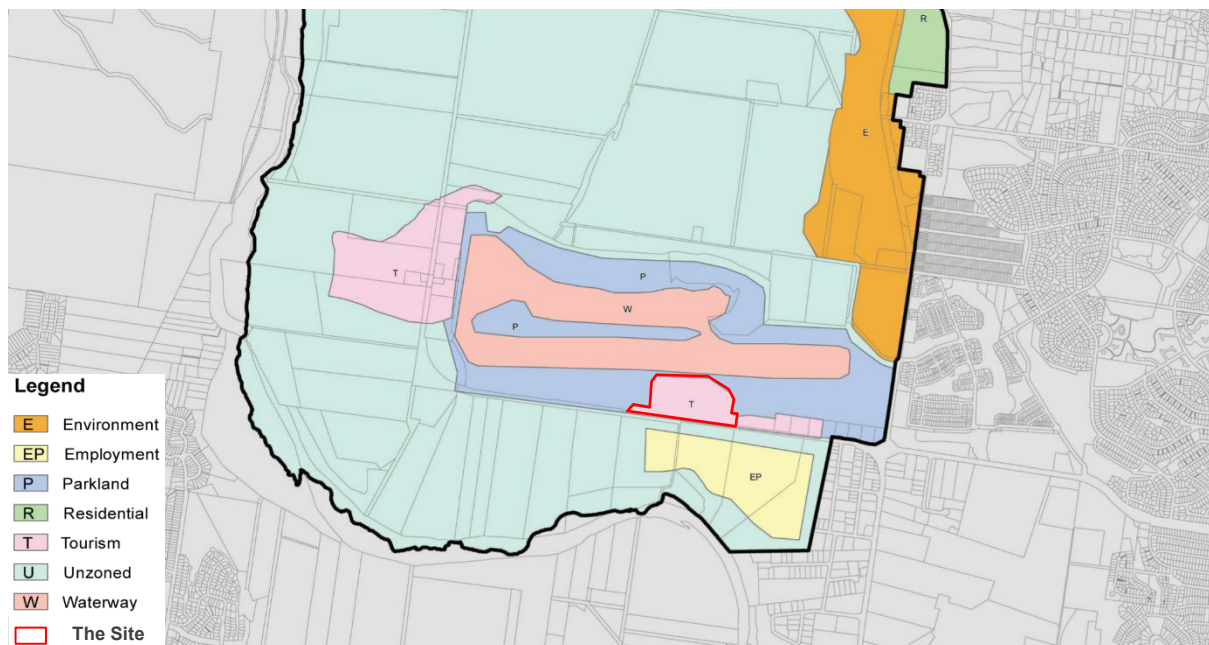 R
E
T
P
W
P
T
EP
Legend
E Environment
EP Employment
P Parkland
R Residential
T Tourism
U Unzoned
W Waterway
The Site